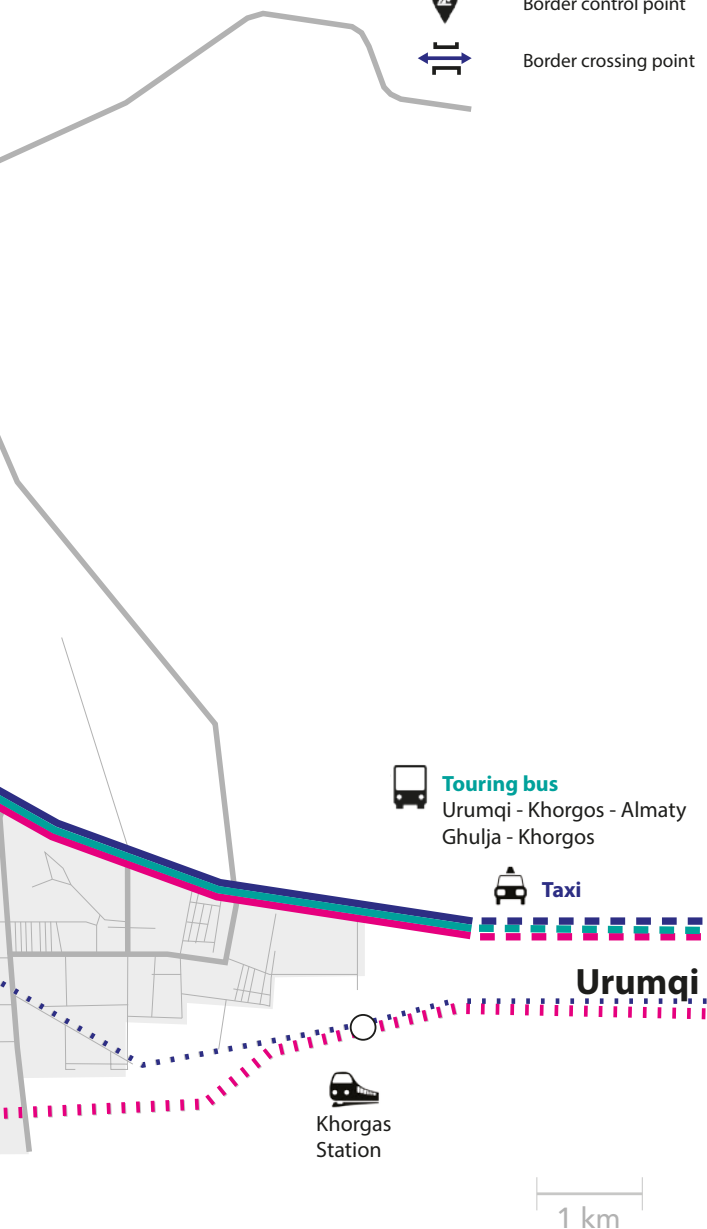 Border control point
Border crossing point
Touring bus
Urumqi - Khorgos - Almaty
Ghulja - Khorgos
Taxi
Urumqi
Khorgas
Station
1 km